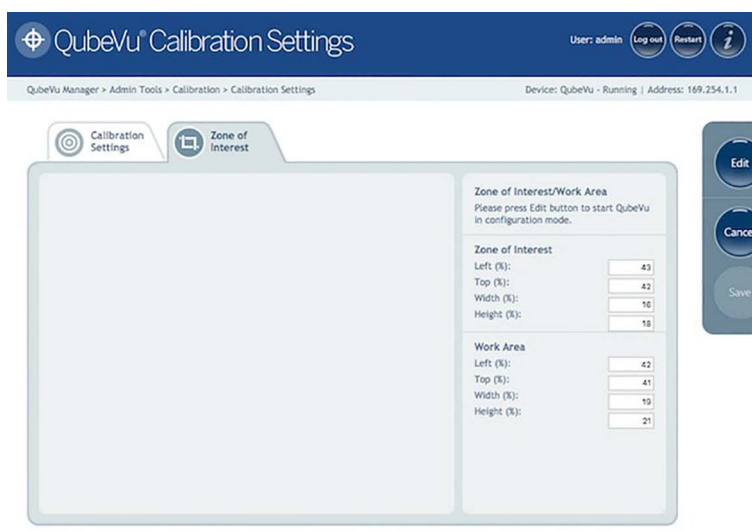 QubeVu® Calibration Settings
User: admin
Log out
Restart
i
QubeVu Manager > Admin Tools > Calibration > Calibration Settings
Device: QubeVu - Running | Address: 169.254.1.1
Calibration
Settings
Zone of
Interest
Zone of Interest/Work Area
Please press Edit button to start QubeVu
in configuration mode.
Zone of Interest
Left (%): 43
Top (%): 42
Width (%): 16
Height (%): 18
Work Area
Left (%): 42
Top (%): 41
Width (%): 19
Height (%): 21
Edit
Cance
Save